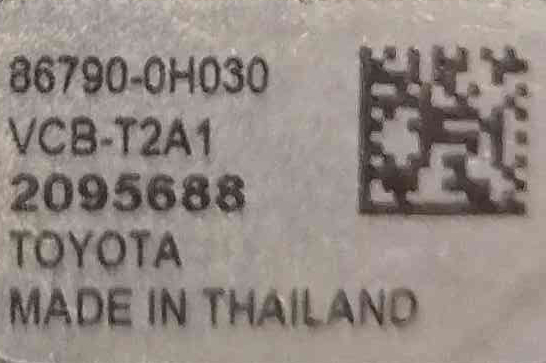 86790-0H030
VCB-T2A1
2095688
TOYOTA
MADE IN THAILAND